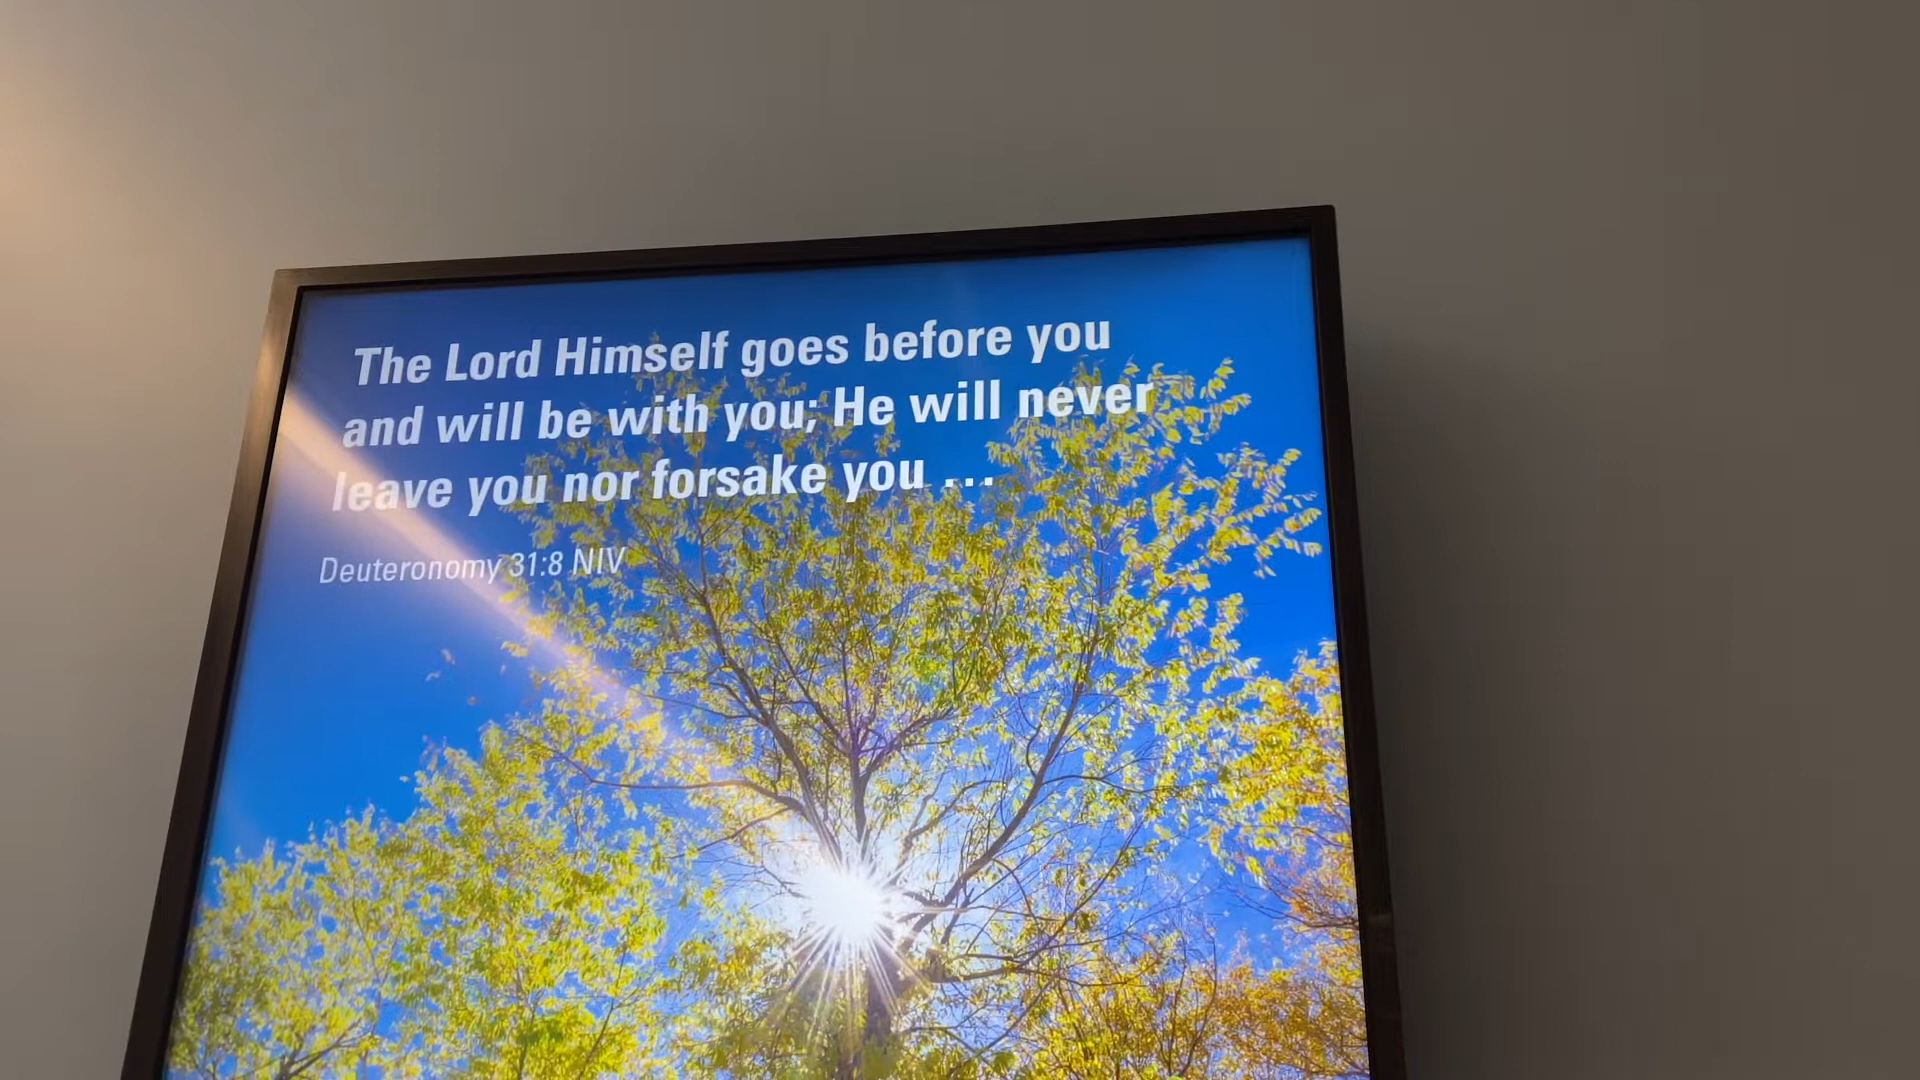 The Lord Himself goes before you
and will be with you; He will never
leave you nor forsake you ...
Deuteronomy 31:8 NIV